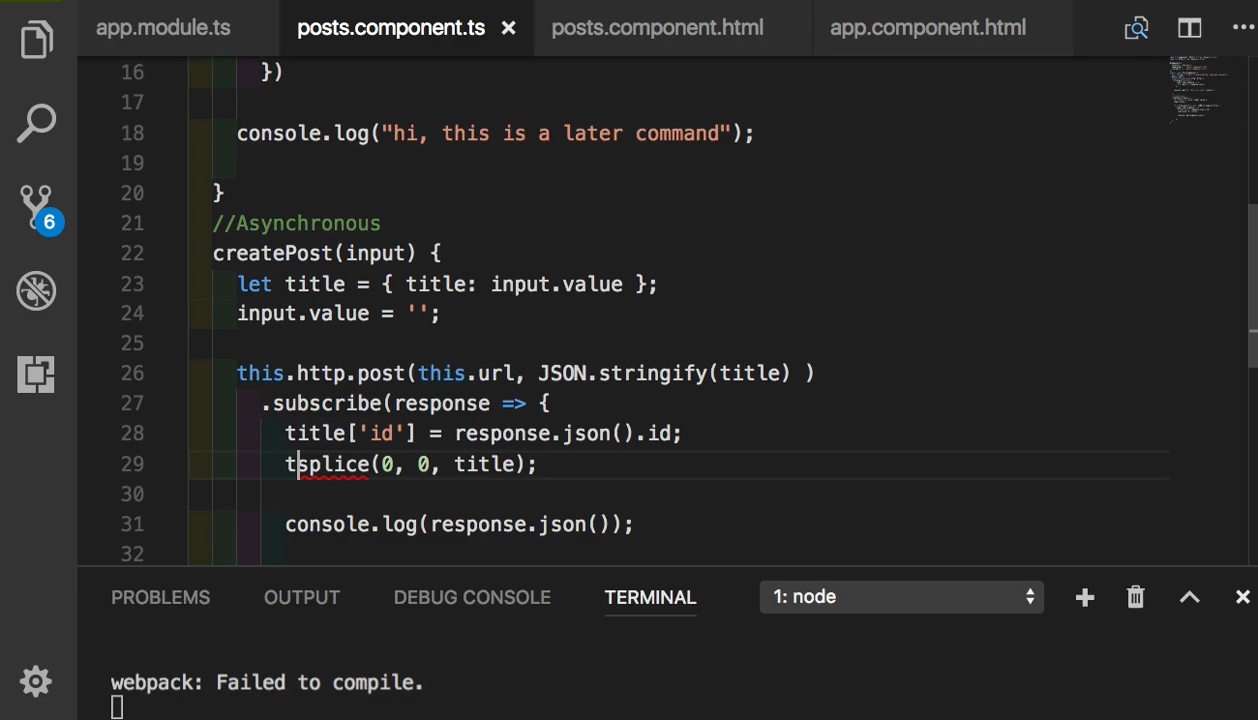 app.module.ts
posts.component.ts
posts.component.html
app.component.html
16 })
17
18 console.log("hi, this is a later command");
19
20 }
21 //Asynchronous
22 createPost(input) {
23 let title = { title: input.value };
24 input.value = '';
25
26 this.http.post(this.url, JSON.stringify(title) )
27 .subscribe(response => {
28 title['id'] = response.json().id;
29 tsplice(0, 0, title);
30
31 console.log(response.json());
32
6
PROBLEMS OUTPUT DEBUG CONSOLE TERMINAL 1: node
webpack: Failed to compile.